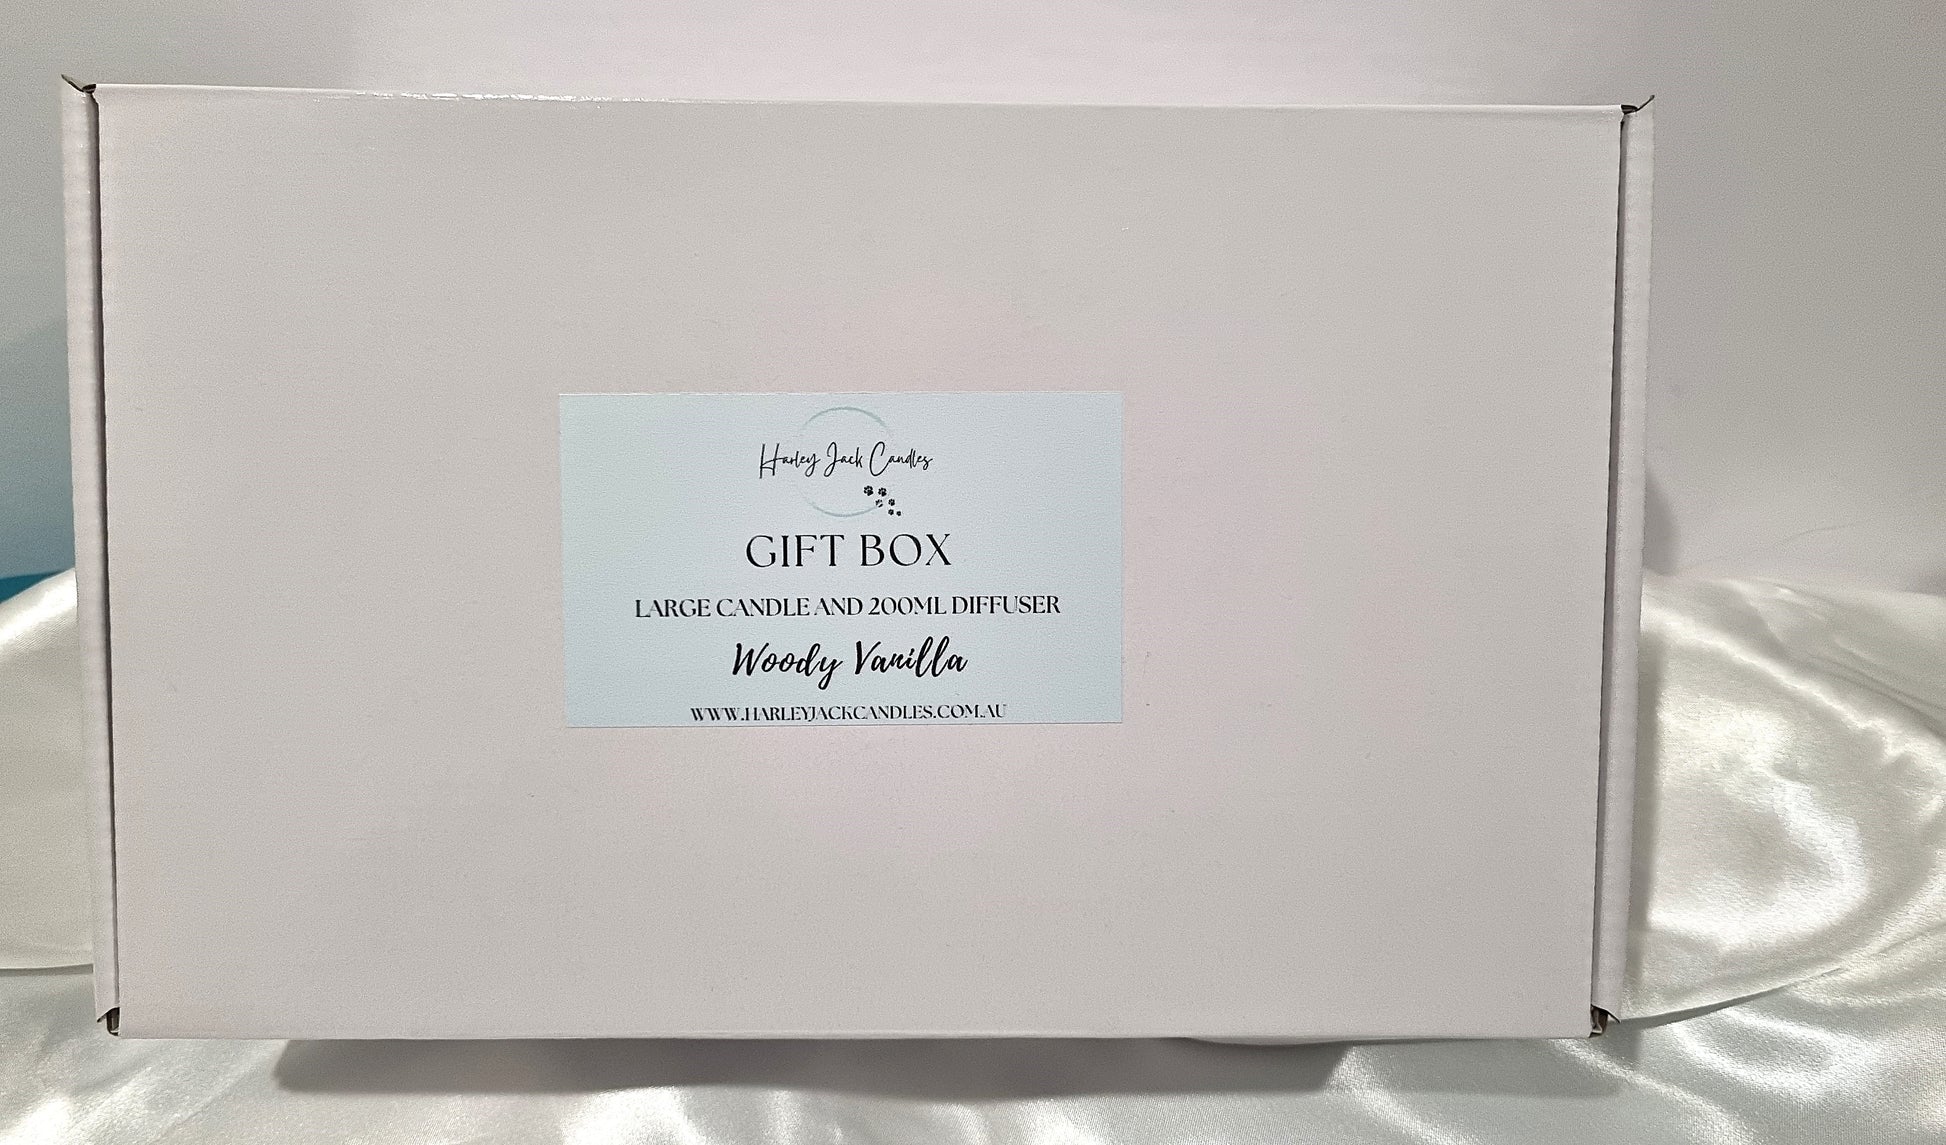 Harley Jack Candles
GIFT BOX
LARGE CANDLE AND 200ML DIFFUSER
Woody Vanilla
WWW.HARLEYJACKCANDLES.COM.AU